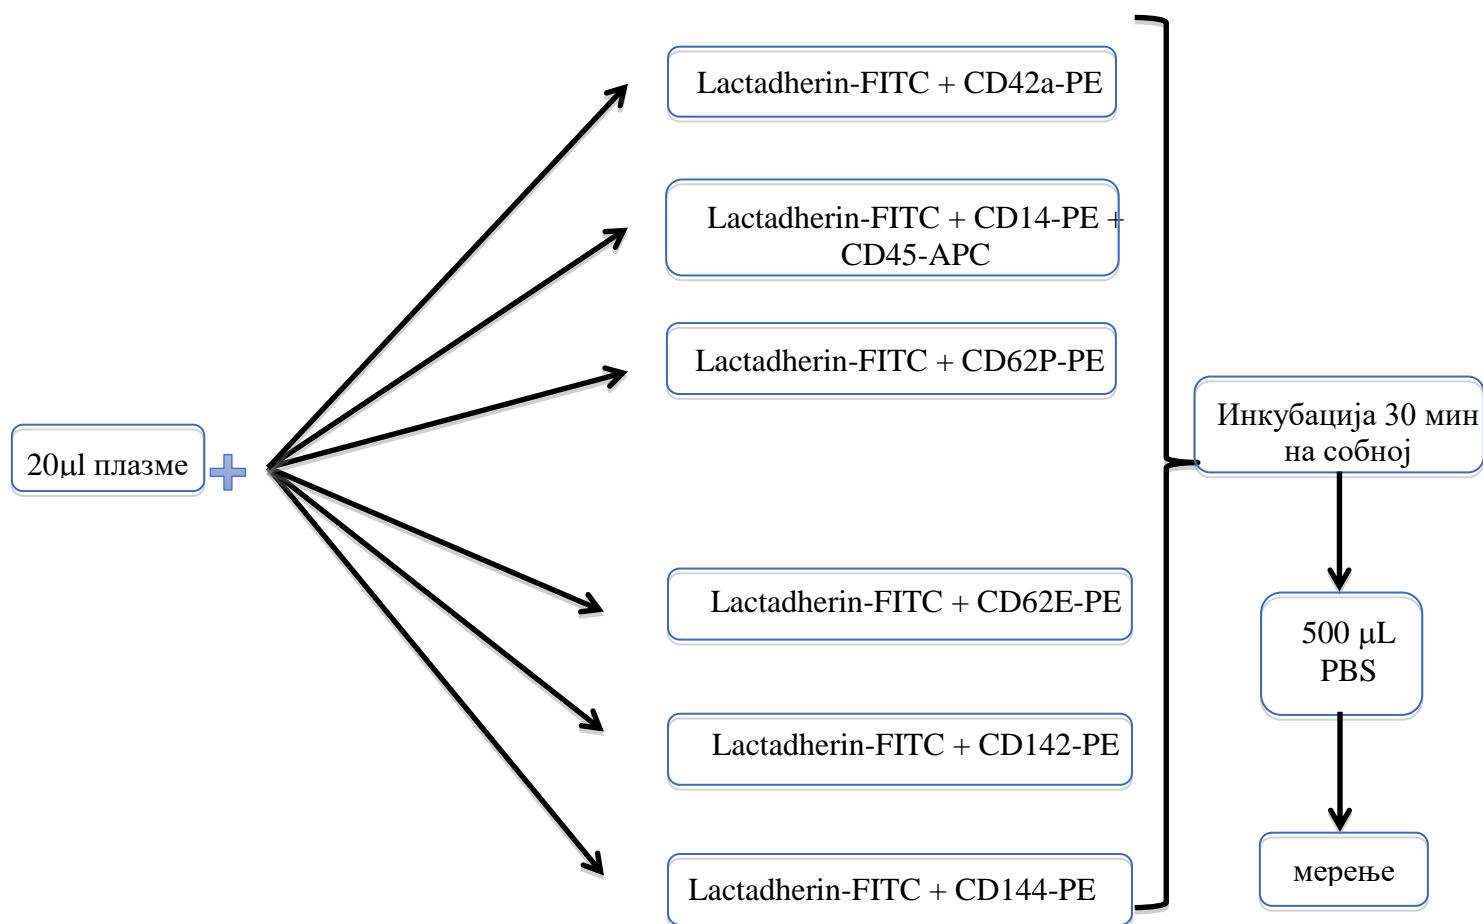 20μl плазме
Lactadherin-FITC + CD42a-PE
Lactadherin-FITC + CD14-PE +
CD45-APC
Lactadherin-FITC + CD62P-PE
Lactadherin-FITC + CD62E-PE
Lactadherin-FITC + CD142-PE
Lactadherin-FITC + CD144-PE
Инкубација 30 мин
на собној
500 μL
PBS
мерење